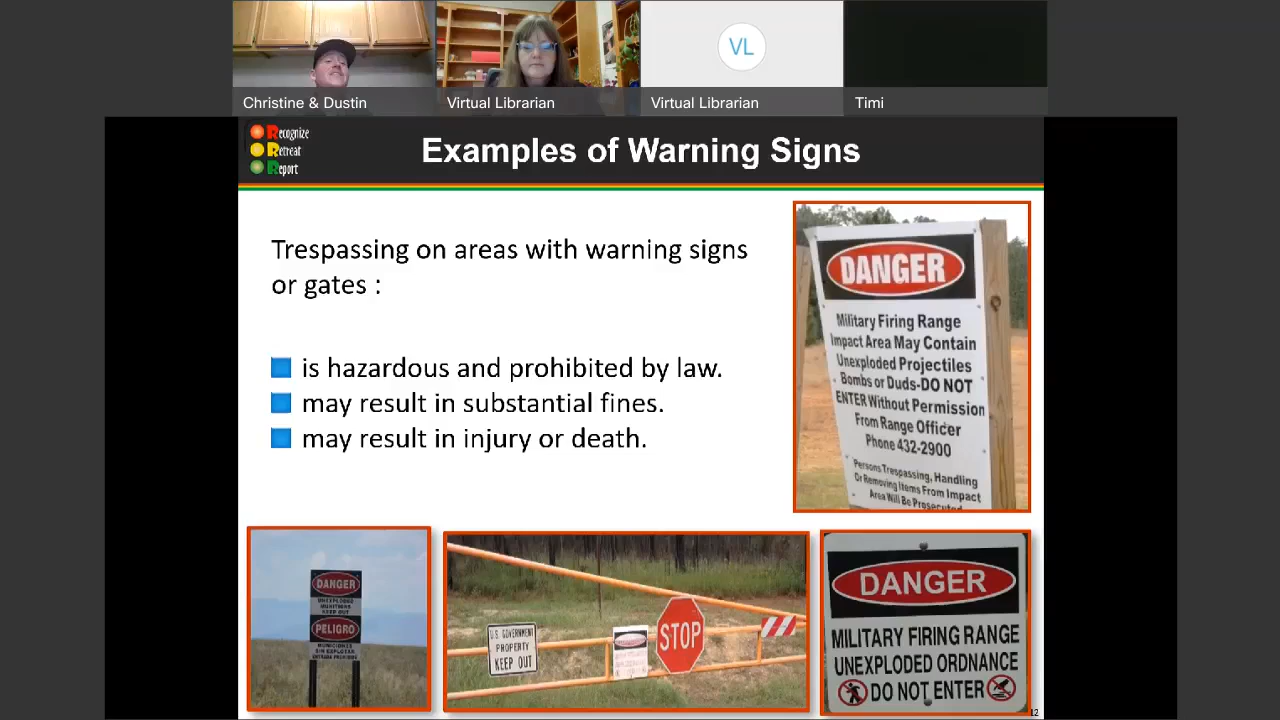 VL
Christine & Dustin
Virtual Librarian
Virtual Librarian
Timi
Recognize
Retreat
Report
Examples of Warning Signs
Trespassing on areas with warning signs
or gates :
is hazardous and prohibited by law.
may result in substantial fines.
may result in injury or death.
DANGER
Military Firing Range
Impact Area May Contain
Unexploded Projectiles
Bombs or Duds-DO NOT
ENTER Without Permission
From Range Officer
Phone 432-2900
Persons Trespassing, Handling
Or Removing Items From Impact
Area Will Be Prosecuted
DANGER
UNEXPLODED
MUNITIONS
KEEP OUT
PELIGRO
MUNICIONES
SIN EXPLOTAR
U.S. GOVERNMENT
PROPERTY
KEEP OUT
STOP
DANGER
MILITARY FIRING RANGE
UNEXPLODED ORDNANCE
DO NOT ENTER
12